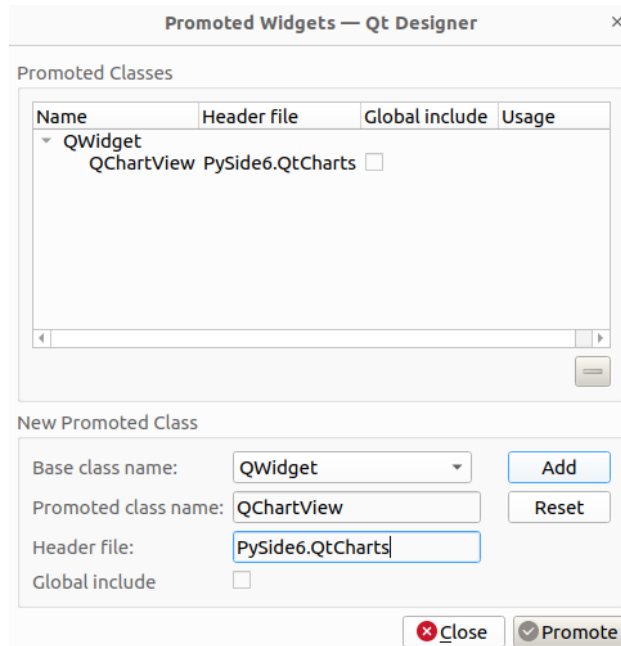 Promoted Widgets — Qt Designer
×
Promoted Classes
Name Header file Global include Usage
QWidget
QChartView PySide6.QtCharts
New Promoted Class
Base class name: QWidget Add
Promoted class name: QChartView Reset
Header file: PySide6.QtCharts
Global include
Close Promote